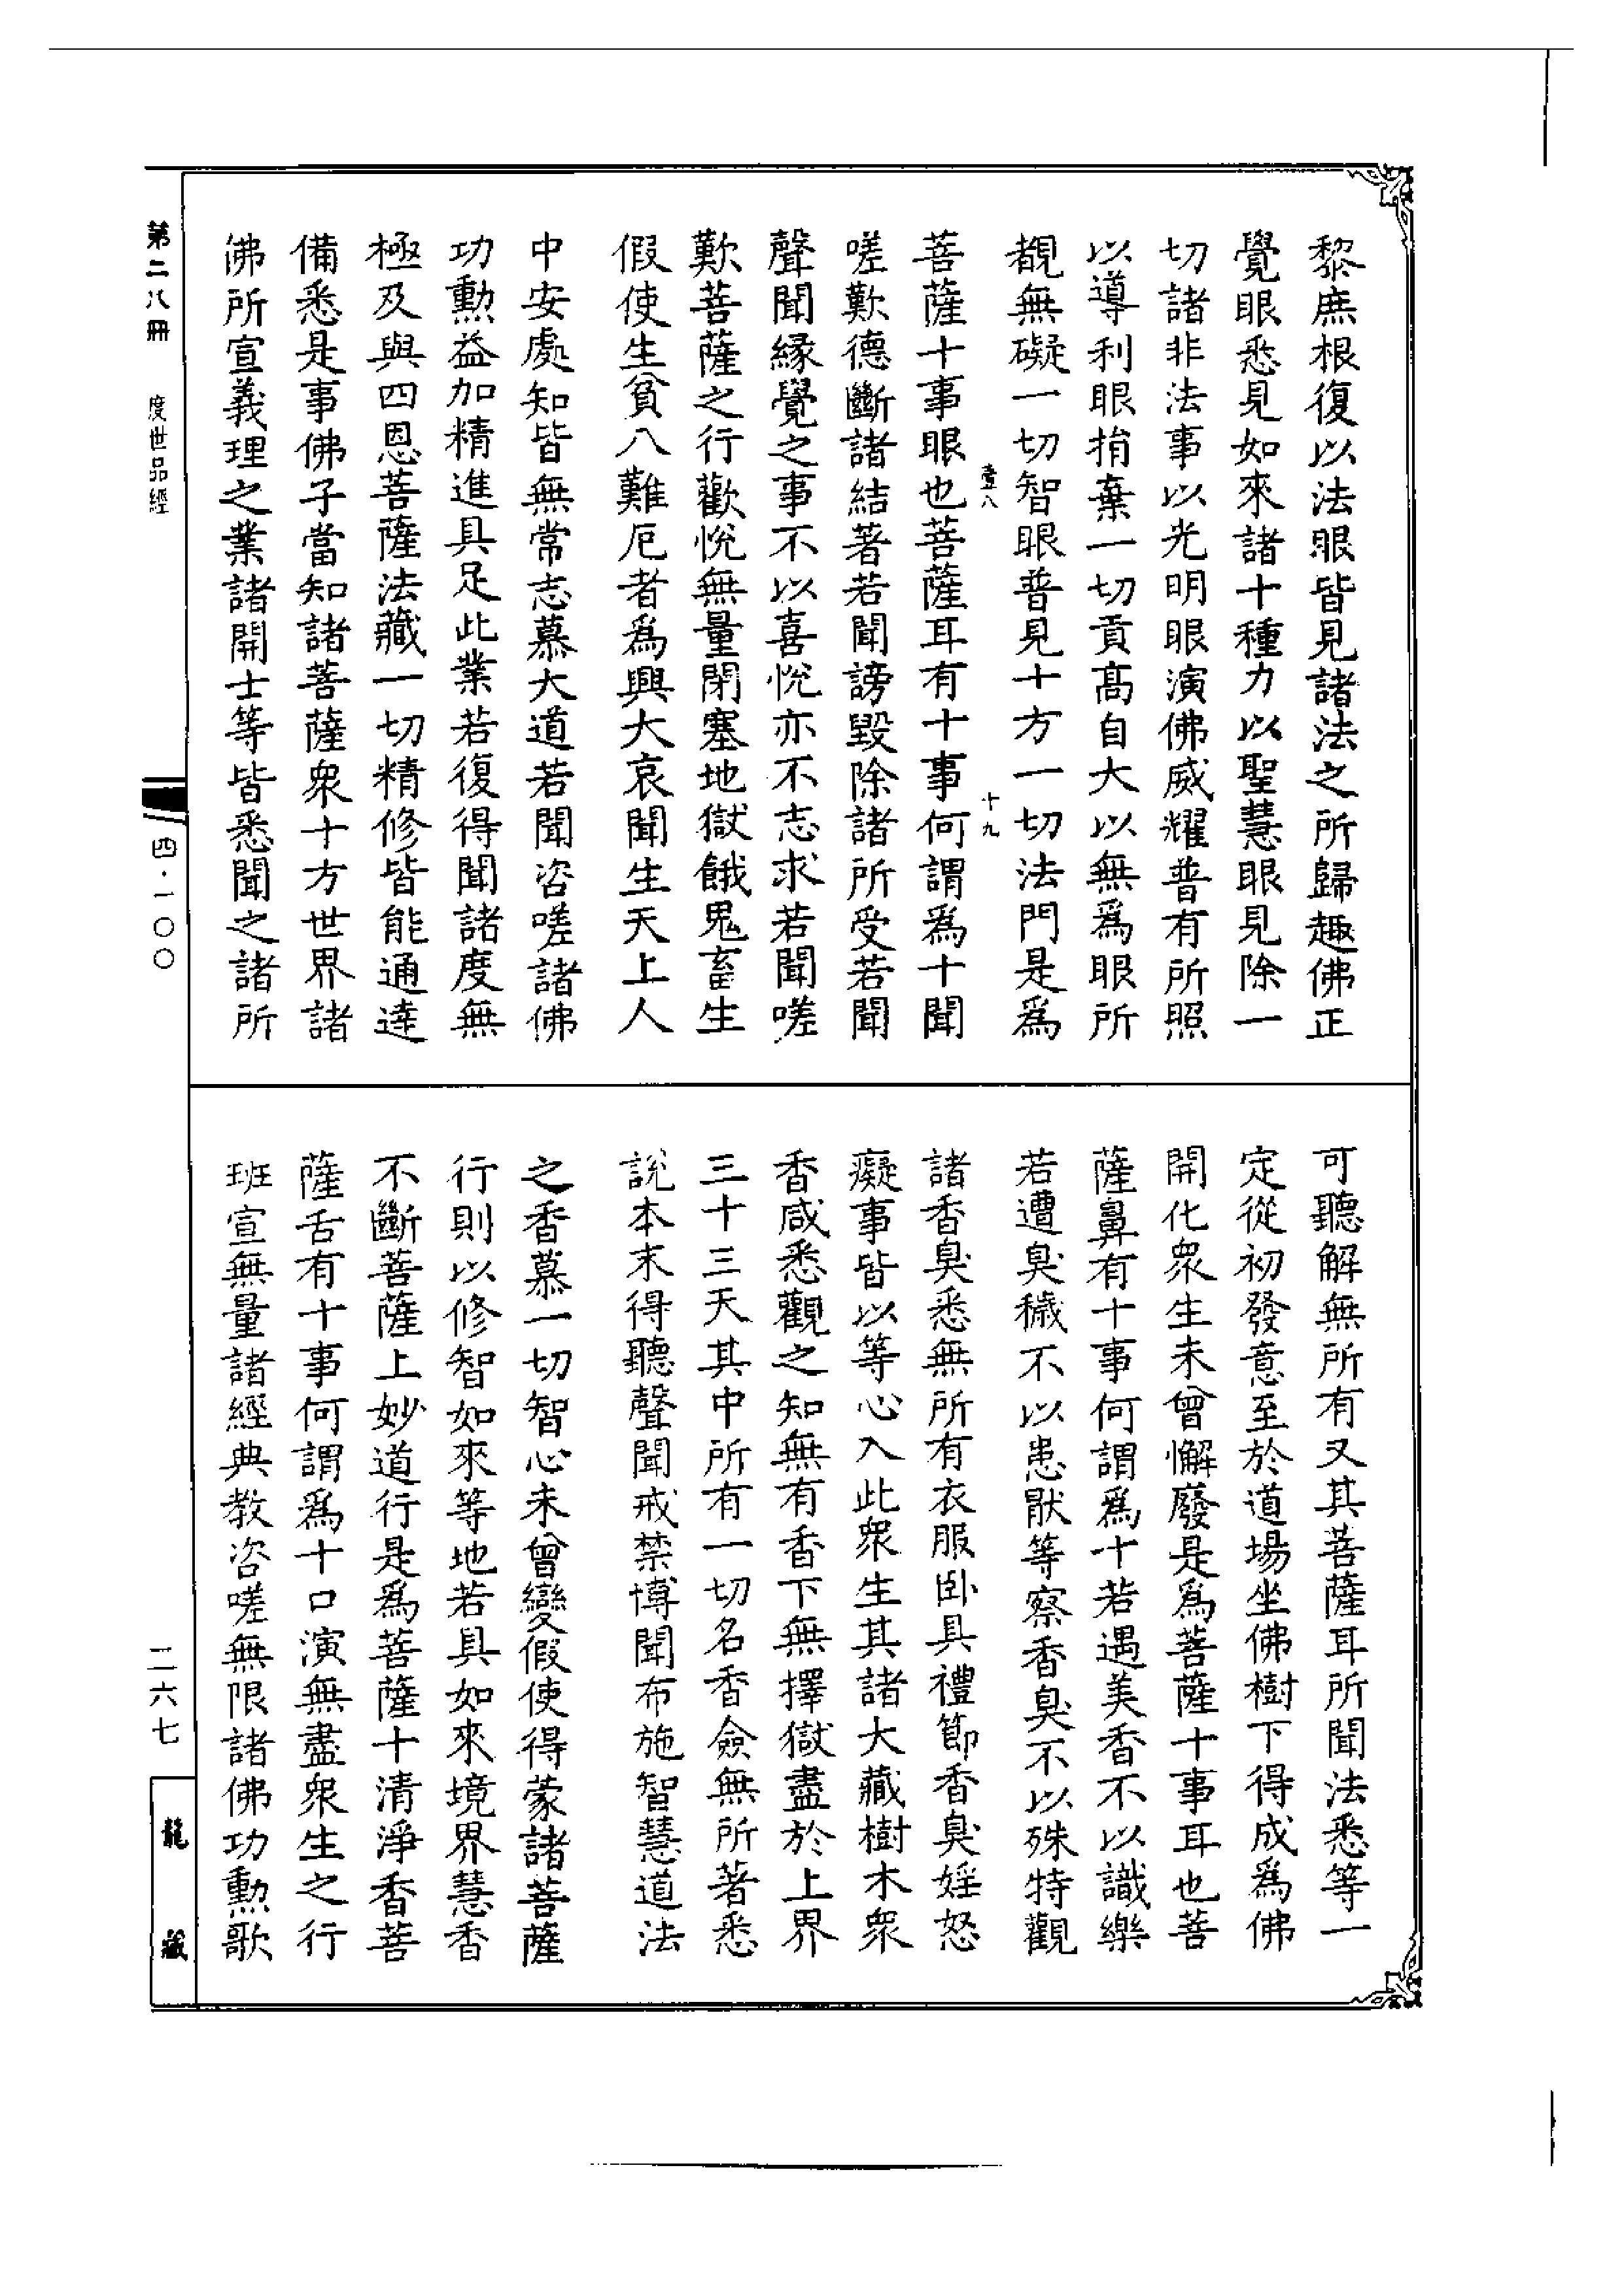 黎庶根復以法眼皆見諸法之所歸趣佛正
覺眼悉見如來諸十種力以聖慧眼見除一
切諸非法事以光明眼演佛威耀普有所照
以導利眼捐棄一切貢高自大以無為眼所
覩無礙一切智眼普見十方一切法門是為
壹八
十九
菩薩十事眼也菩薩耳有十事何謂為十聞
嗟歎德斷諸結著若聞謗毀除諸所受若聞
聲聞緣覺之事不以喜悅亦不志求若聞嗟
歎菩薩之行歡悅無量閉塞地獄餓鬼畜生
假使生貧八難厄者為興大哀聞生天上人
中安處知皆無常志慕大道若聞咨嗟諸佛
功勲益加精進具足此業若復得聞諸度無
極及與四恩菩薩法藏一切精修皆能通達
備悉是事佛子當知諸菩薩衆十方世界諸
佛所宣義理之業諸開士等皆悉聞之諸所
可聽解無所有又其菩薩耳所聞法悉等一
定從初發意至於道場坐佛樹下得成為佛
開化衆生未曾懈廢是為菩薩十事耳也菩
薩鼻有十事何謂為十若遇美香不以識樂
若遭臭穢不以患猒等察香臭不以殊特觀
諸香臭悉無所有衣服臥具禮節香臭婬怒
癡事皆以等心入此衆生其諸大藏樹木衆
香咸悉觀之知無有香下無擇獄盡於上界
三十三天其中所有一切名香僉無所著悉
說本末得聽聲聞戒禁博聞布施智慧道法
之香慕一切智心未曾變假使得蒙諸菩薩
行則以修智如來等地若具如來境界慧香
不斷菩薩上妙道行是為菩薩十清淨香菩
薩舌有十事何謂為十口演無盡衆生之行
班宣無量諸經典教咨嗟無限諸佛功勲歌
第二八冊
度世品經
四·一〇〇
二六七
龍藏